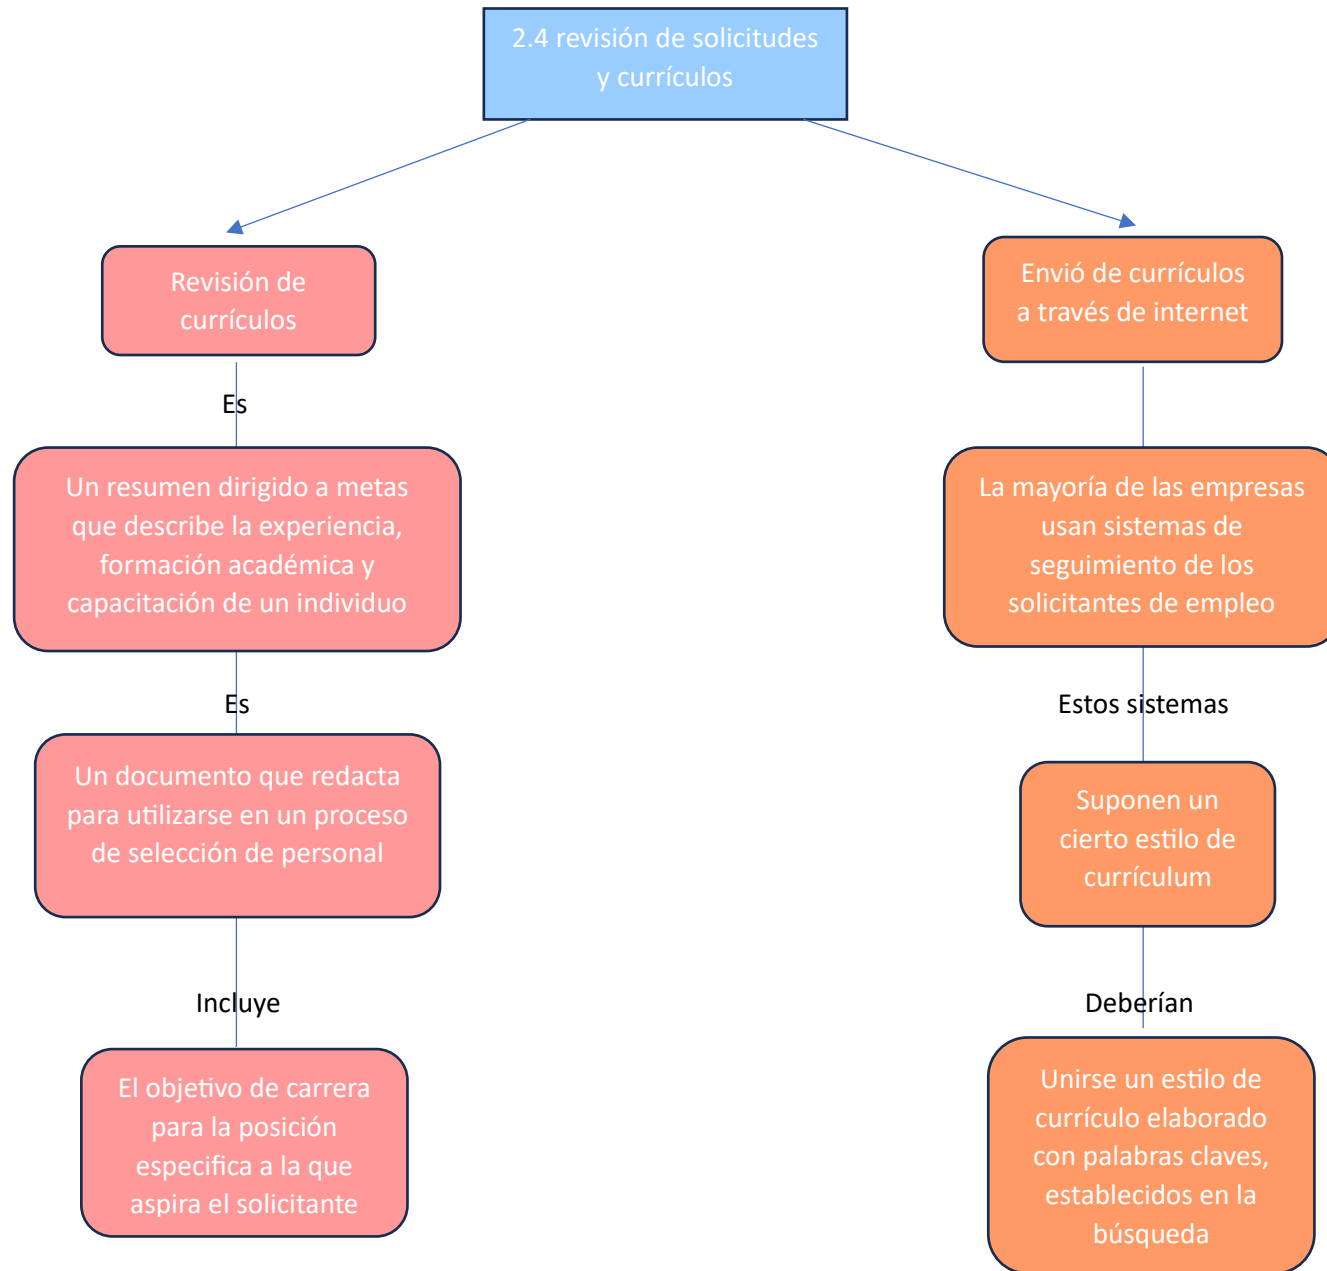 2.4 revisión de solicitudes
y currículos
Revisión de
currículos
Es
Un resumen dirigido a metas
que describe la experiencia,
formación académica y
capacitación de un individuo
Es
Un documento que redacta
para utilizarse en un proceso
de selección de personal
Incluye
El objetivo de carrera
para la posición
especifica a la que
aspira el solicitante
Envió de currículos
a través de internet
La mayoría de las empresas
usan sistemas de
seguimiento de los
solicitantes de empleo
Estos sistemas
Suponen un
cierto estilo de
currículum
Deberían
Unirse un estilo de
currículo elaborado
con palabras claves,
establecidos en la
búsqueda